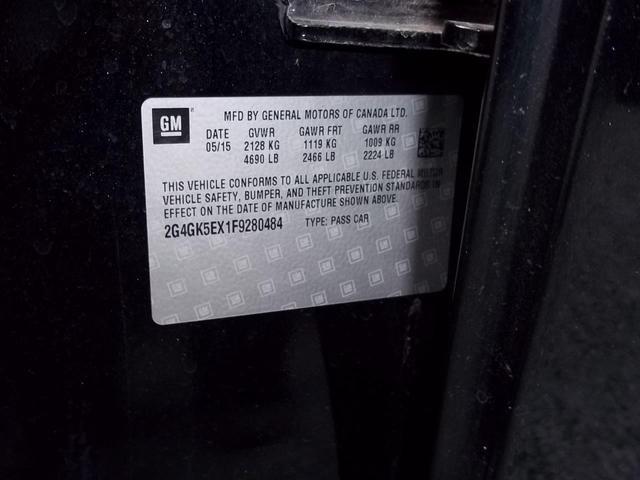 GM
MFD BY GENERAL MOTORS OF CANADA LTD.
DATE GVWR GAWR FRT GAWR RR
05/15 2128 KG 1119 KG 1009 KG
4690 LB 2466 LB 2224 LB
THIS VEHICLE CONFORMS TO ALL APPLICABLE U.S. FEDERAL MOTOR
VEHICLE SAFETY, BUMPER, AND THEFT PREVENTION STANDARDS IN
EFFECT ON THE DATE OF MANUFACTURE SHOWN ABOVE.
2G4GK5EX1F9280484 TYPE: PASS CAR